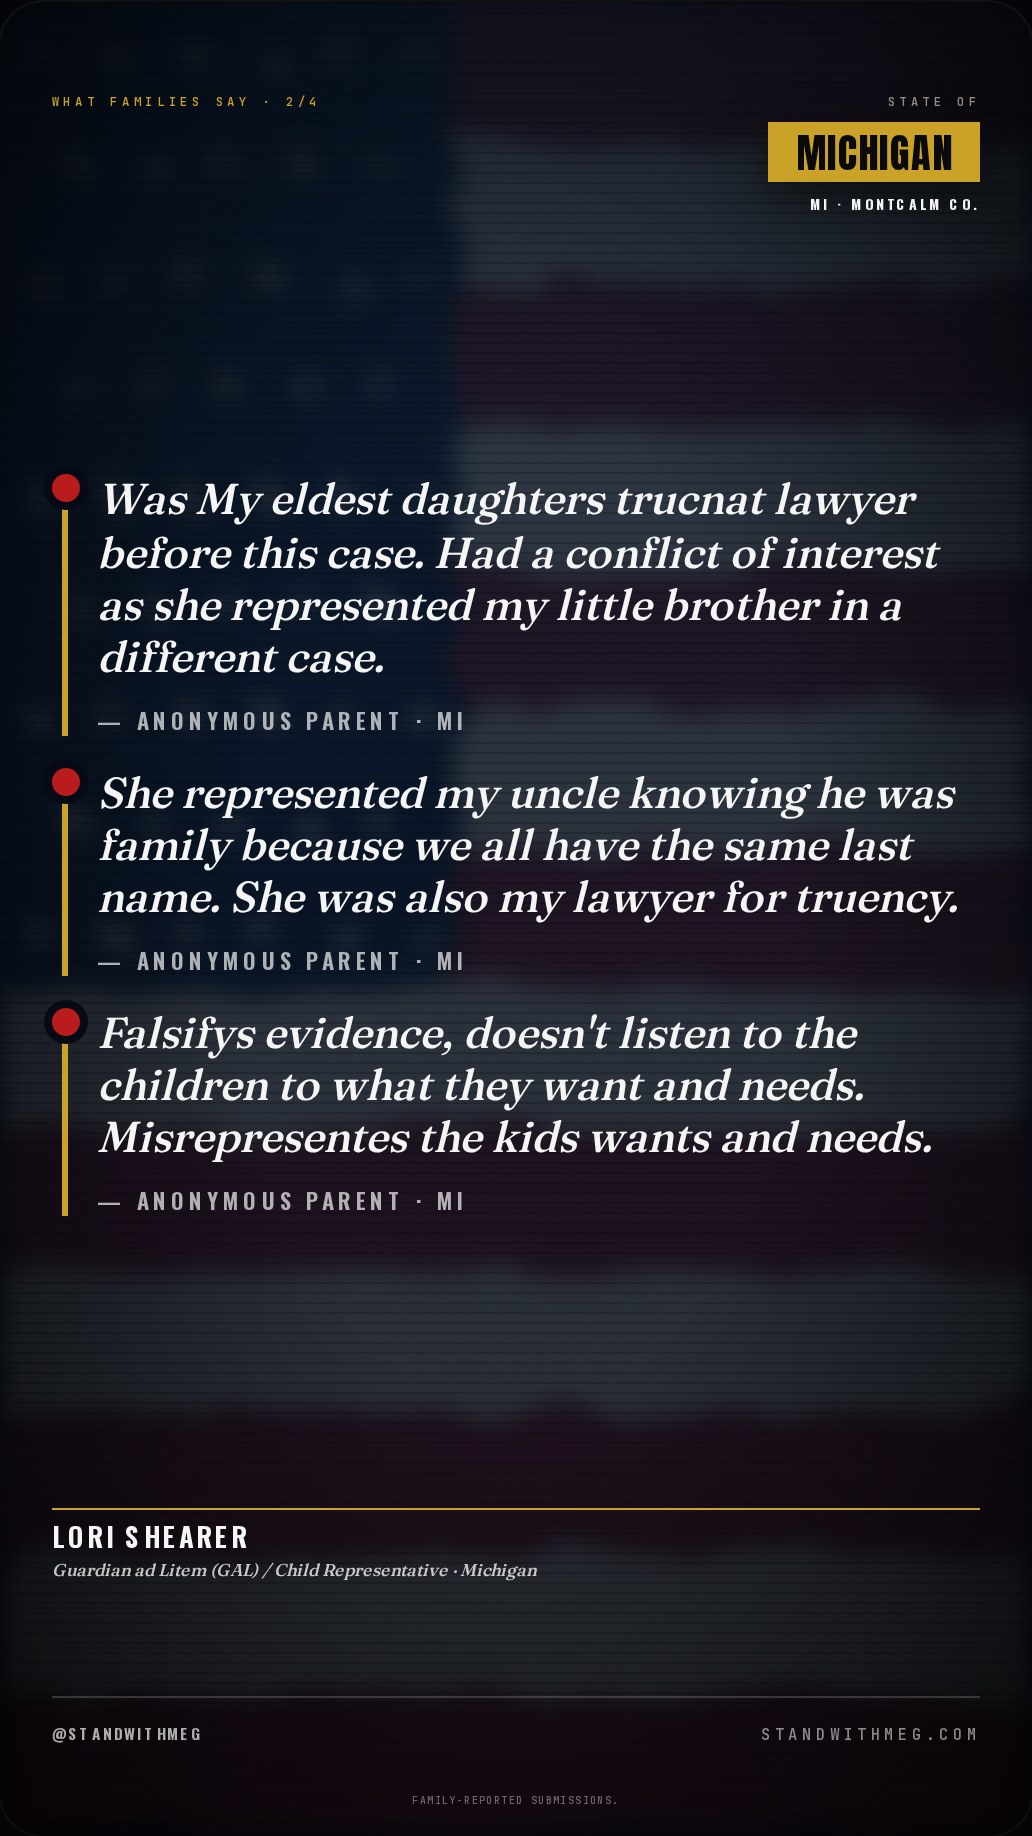 WHAT FAMILIES SAY · 2/4
STATE OF
MICHIGAN
MI · MONTCALM CO.
Was My eldest daughters trucnat lawyer
before this case. Had a conflict of interest
as she represented my little brother in a
different case.
— ANONYMOUS PARENT · MI
She represented my uncle knowing he was
family because we all have the same last
name. She was also my lawyer for truency.
— ANONYMOUS PARENT · MI
Falsifys evidence, doesn't listen to the
children to what they want and needs.
Misrepresentes the kids wants and needs.
— ANONYMOUS PARENT · MI
LORI SHEARER
Guardian ad Litem (GAL) / Child Representative · Michigan
@STANDWITHMEG
STANDWITHMEG.COM
FAMILY-REPORTED SUBMISSIONS.